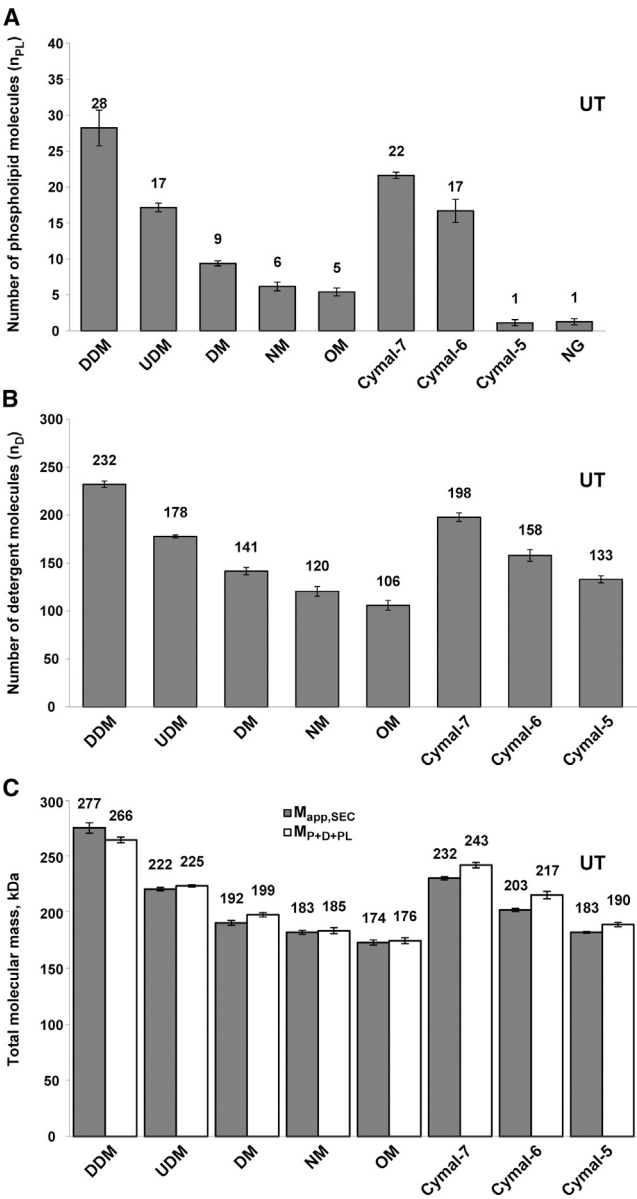 A
Number of phospholipid molecules (nPL)
40
35
30
25
20
15
10
5
0
UT
28
17
9
6
5
22
17
1
1
DDM
UDM
DM
NM
OM
Cymal-7
Cymal-6
Cymal-5
NG
B
Number of detergent molecules (nD)
300
250
200
150
100
50
0
UT
232
178
141
120
106
198
158
133
DDM
UDM
DM
NM
OM
Cymal-7
Cymal-6
Cymal-5
C
Total molecular mass, kDa
300
250
200
150
100
50
0
Mapp,SEC
MP+D+PL
UT
277
266
222
225
192
199
183
185
174
176
232
243
203
217
183
190
DDM
UDM
DM
NM
OM
Cymal-7
Cymal-6
Cymal-5